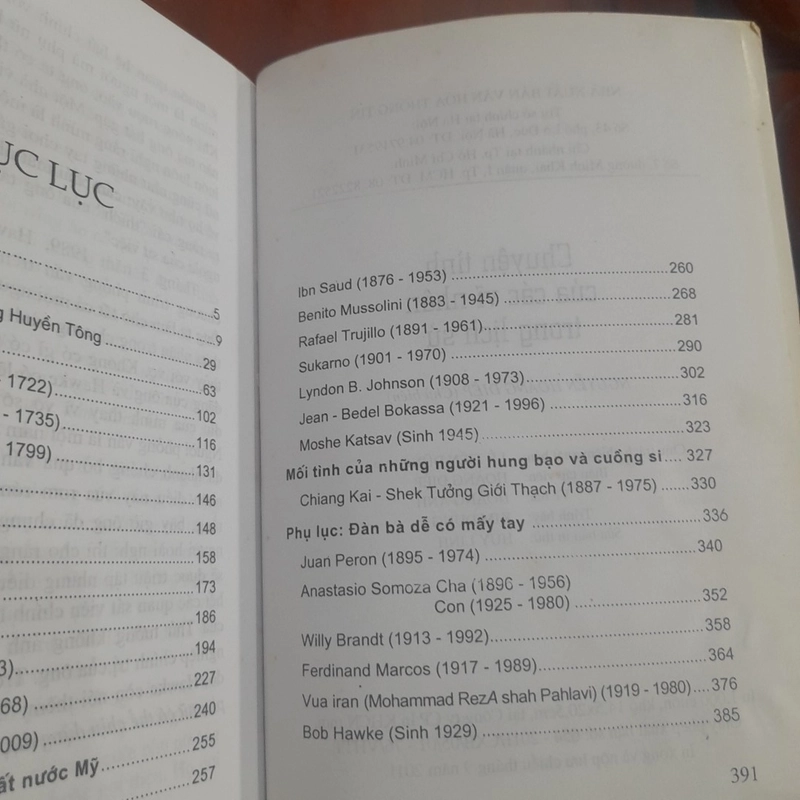 ỤC LỤC
5
9
g Huyền Tông 29
63
- 1722) 102
- 1735) 116
1799) 131
146
148
158
173
186
3) 194
227
68) 240
009) 255
ất nước Mỹ 257
Ibn Saud (1876 - 1953) 260
Benito Mussolini (1883 - 1945) 268
Rafael Trujillo (1891 - 1961) 281
Sukarno (1901 - 1970) 290
Lyndon B. Johnson (1908 - 1973) 302
Jean - Bedel Bokassa (1921 - 1996) 316
Moshe Katsav (Sinh 1945) 323
Mối tình của những người hung bạo và cuồng si .... 327
Chiang Kai - Shek Tưởng Giới Thạch (1887 - 1975) ....... 330
Phụ lục: Đàn bà dễ có mấy tay 336
Juan Peron (1895 - 1974) 340
Anastasio Somoza Cha (1896 - 1956)
Con (1925 - 1980) 352
Willy Brandt (1913 - 1992) 358
Ferdinand Marcos (1917 - 1989) 364
Vua iran (Mohammad RezA shah Pahlavi) (1919 - 1980) .... 376
Bob Hawke (Sinh 1929) 385
391